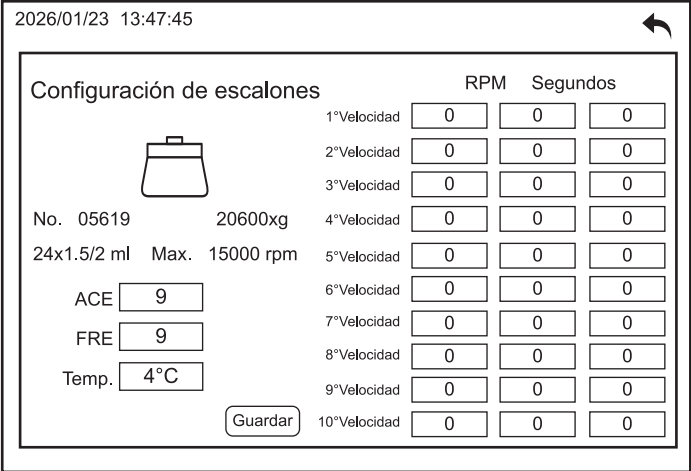 2026/01/23 13:47:45
Configuración de escalones
No. 05619 20600xg
24x1.5/2 ml Max. 15000 rpm
ACE 9
FRE 9
Temp. 4°C
Guardar
RPM Segundos
1°Velocidad 0 0 0
2°Velocidad 0 0 0
3°Velocidad 0 0 0
4°Velocidad 0 0 0
5°Velocidad 0 0 0
6°Velocidad 0 0 0
7°Velocidad 0 0 0
8°Velocidad 0 0 0
9°Velocidad 0 0 0
10°Velocidad 0 0 0